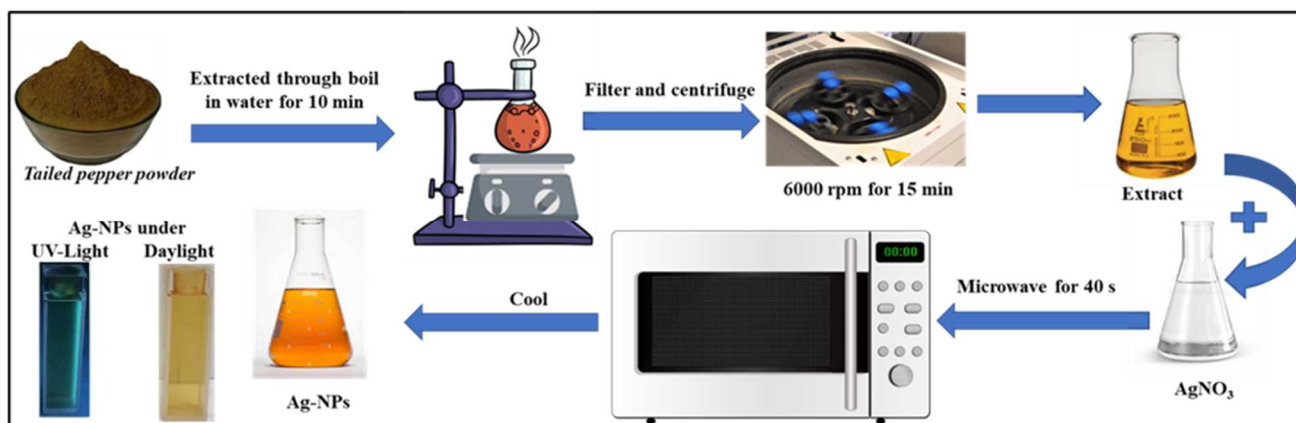 Extracted through boil
in water for 10 min
Tailed pepper powder
Filter and centrifuge
6000 rpm for 15 min
Extract
AgNO₃
Microwave for 40 s
00:00
Cool
Ag-NPs
Ag-NPs under
UV-Light
Daylight